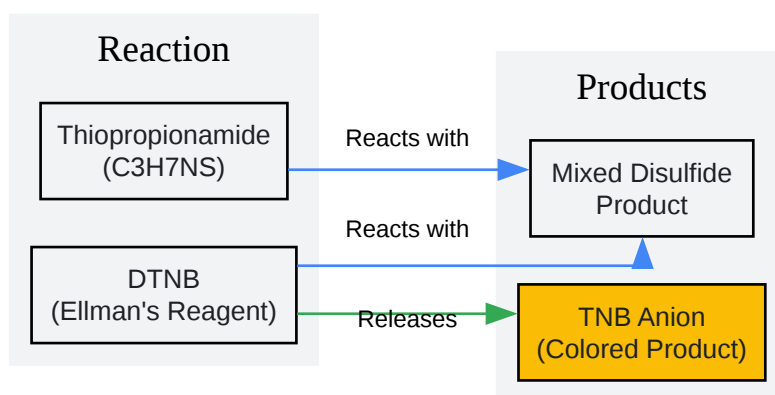 Reaction
Thiopropionamide
(C3H7NS)
DTNB
(Ellman's Reagent)
Reacts with
Reacts with
Releases
Products
Mixed Disulfide
Product
TNB Anion
(Colored Product)